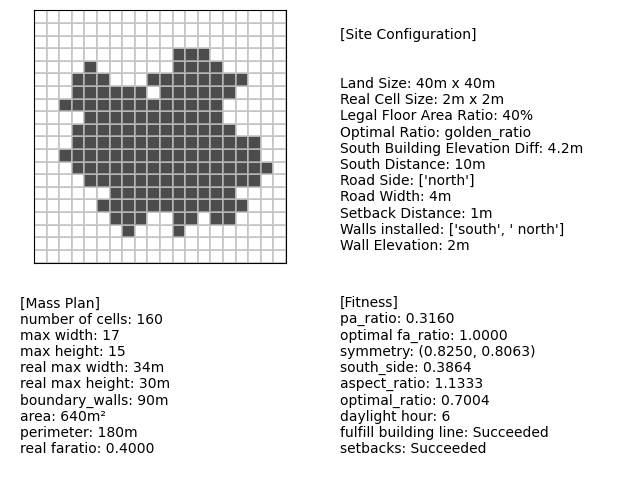 [Site Configuration]
Land Size: 40m x 40m
Real Cell Size: 2m x 2m
Legal Floor Area Ratio: 40%
Optimal Ratio: golden_ratio
South Building Elevation Diff: 4.2m
South Distance: 10m
Road Side: ['north']
Road Width: 4m
Setback Distance: 1m
Walls installed: ['south', ' north']
Wall Elevation: 2m
[Mass Plan]
number of cells: 160
max width: 17
max height: 15
real max width: 34m
real max height: 30m
boundary_walls: 90m
area: 640m²
perimeter: 180m
real faratio: 0.4000
[Fitness]
pa_ratio: 0.3160
optimal fa_ratio: 1.0000
symmetry: (0.8250, 0.8063)
south_side: 0.3864
aspect_ratio: 1.1333
optimal_ratio: 0.7004
daylight hour: 6
fulfill building line: Succeeded
setbacks: Succeeded